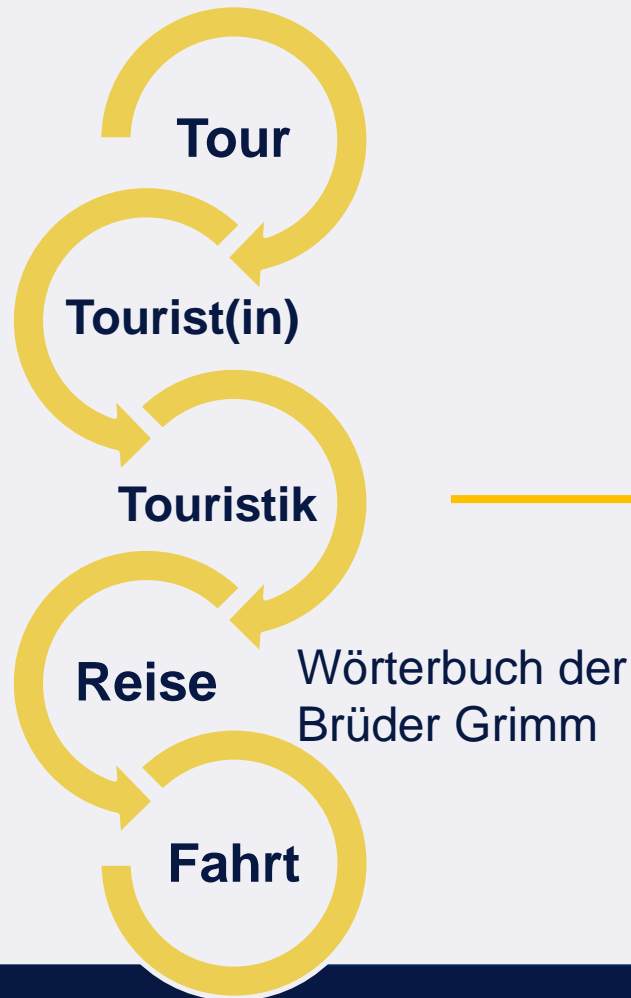 Tour
Tourist(in)
Touristik
Reise
Wörterbuch der
Brüder Grimm
Fahrt